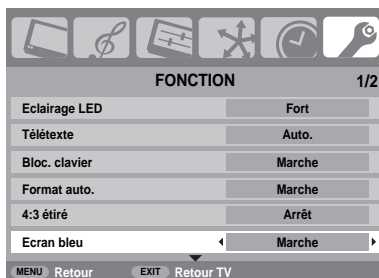 FONCTION 1/2
Eclairage LED Fort
Télétexte Auto.
Bloc. clavier Marche
Format auto. Marche
4:3 étiré Arrêt
Ecran bleu Marche
MENU Retour EXIT Retour TV